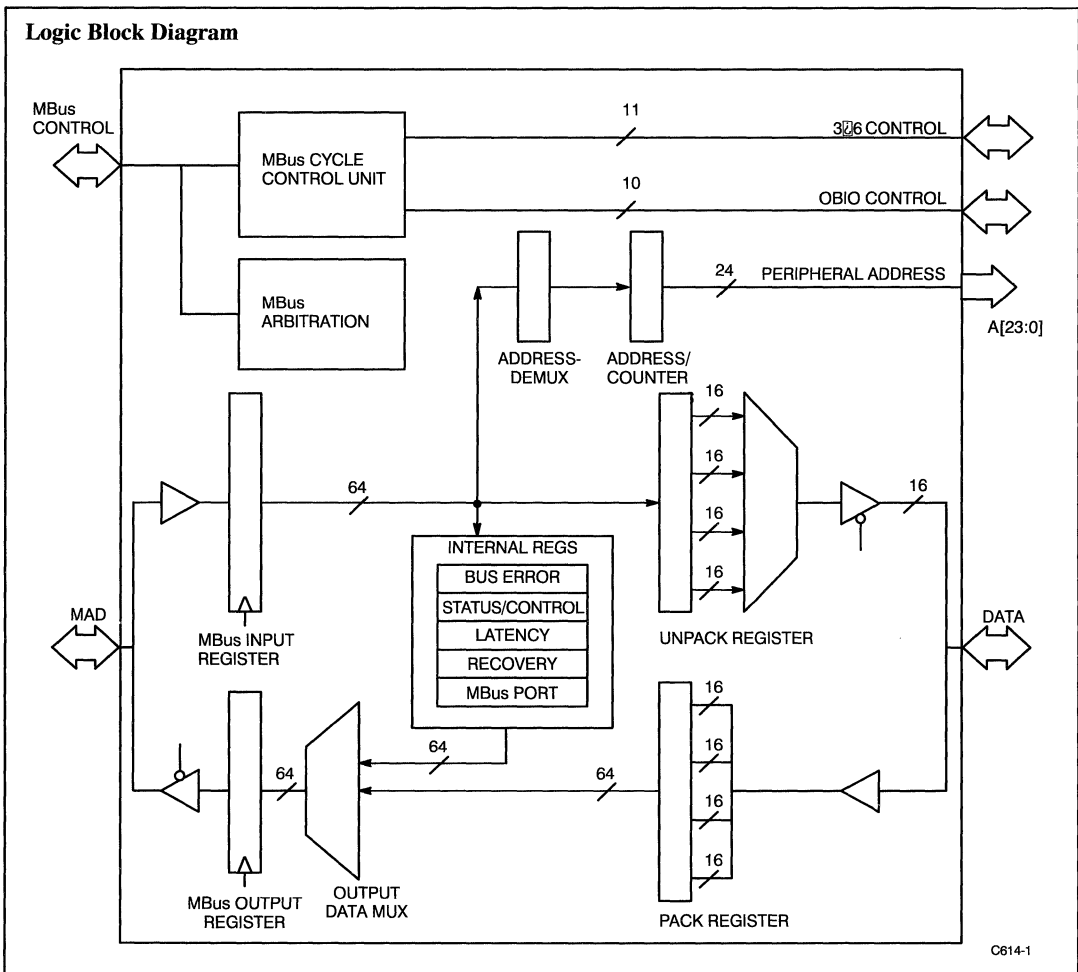 Logic Block Diagram
MBus
CONTROL
MBus CYCLE
CONTROL UNIT
11
CONTROL
10
OBIO CONTROL
MBus
ARBITRATION
24
PERIPHERAL ADDRESS
A[23:0]
ADDRESS-
DEMUX
ADDRESS/
COUNTER
16
16
16
16
64
16
INTERNAL REGS
BUS ERROR
STATUS/CONTROL
LATENCY
RECOVERY
MBus PORT
UNPACK REGISTER
MAD
MBus INPUT
REGISTER
DATA
16
16
16
16
64
64
64
MBus OUTPUT
REGISTER
OUTPUT
DATA MUX
PACK REGISTER
C614-1